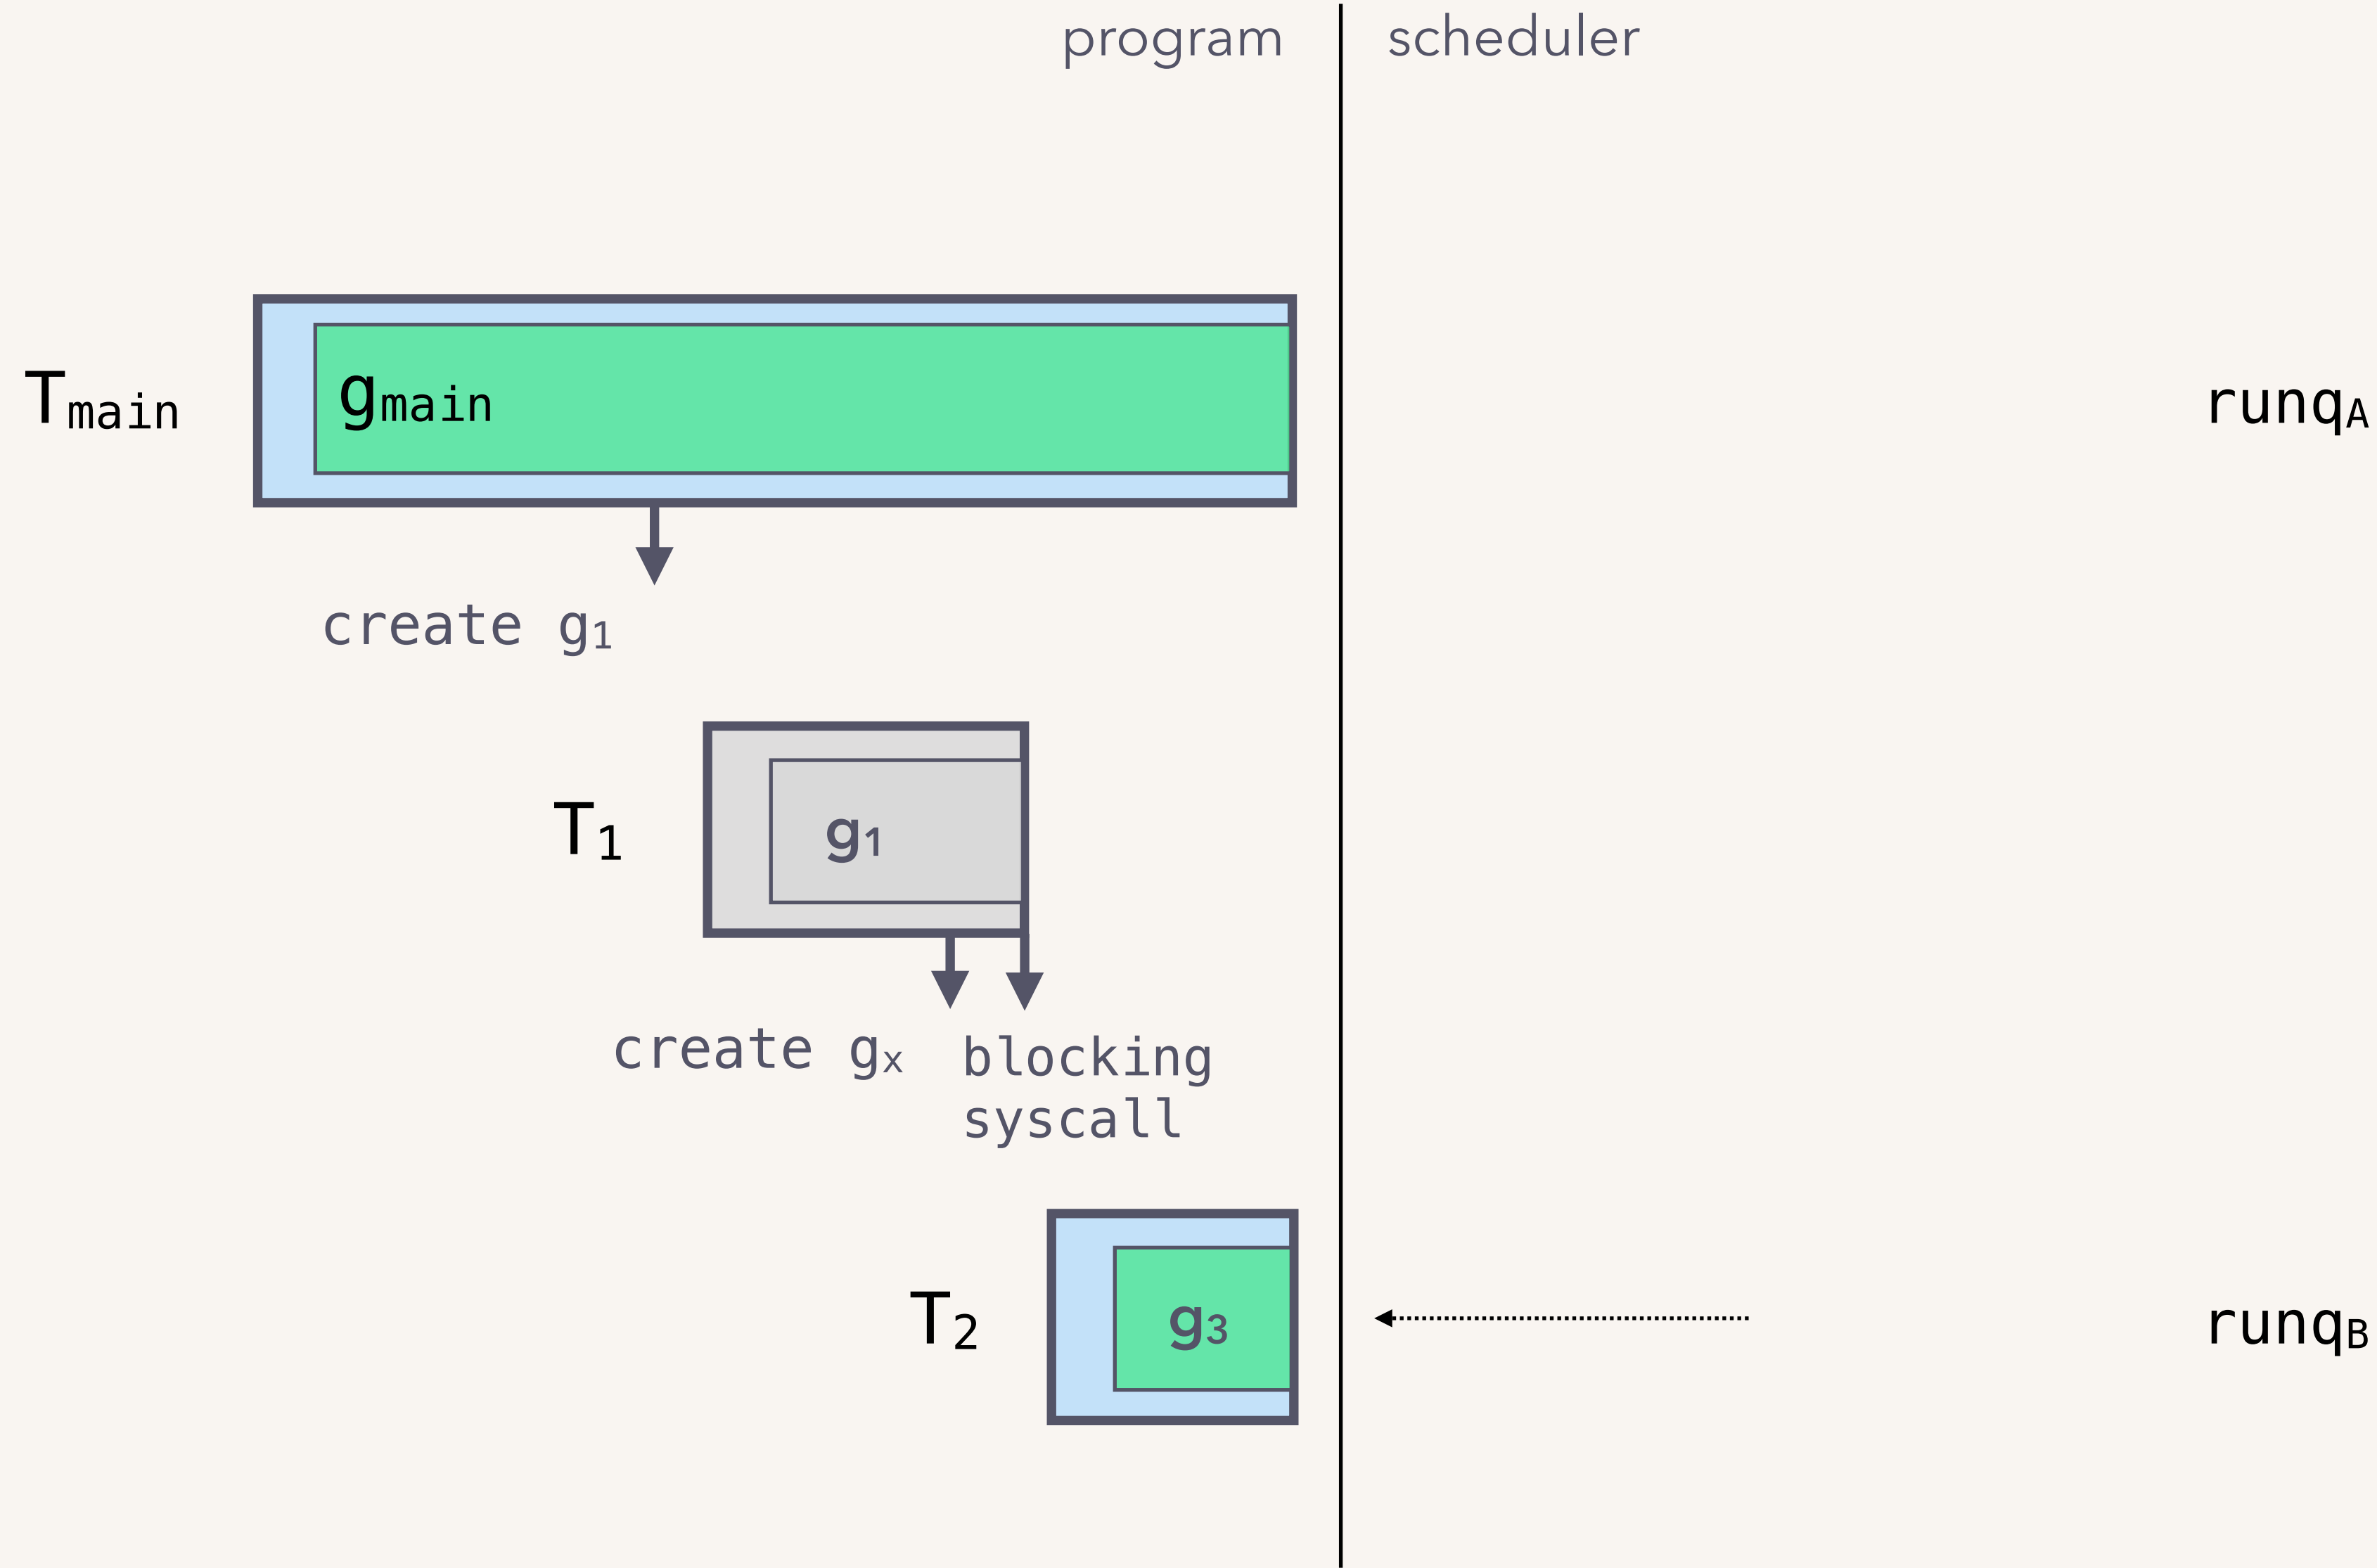 program scheduler
Tmain gmain runqA
create g1
T1 g1
create gx blocking
syscall
T2 g3 runqB